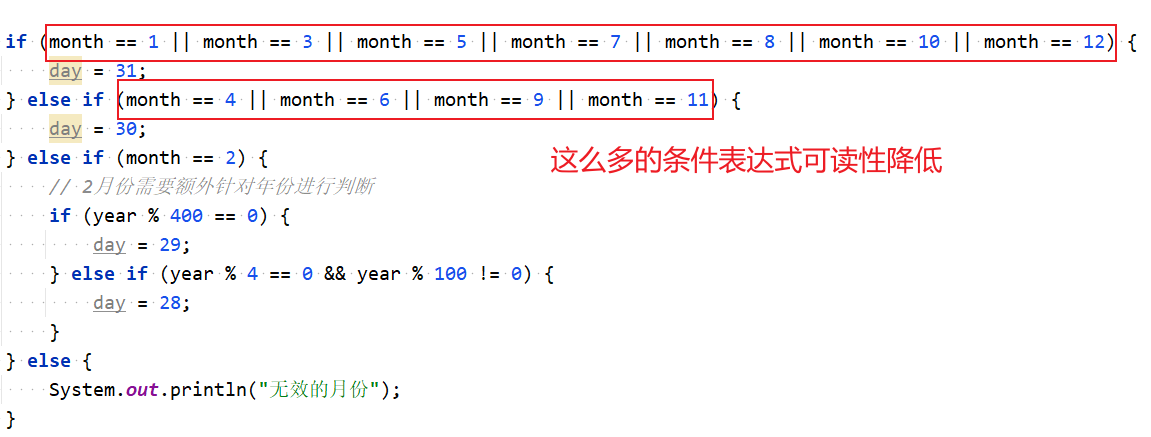 if (month == 1 || month == 3 || month == 5 || month == 7 || month == 8 || month == 10 || month == 12) {
day = 31;
} else if (month == 4 || month == 6 || month == 9 || month == 11) {
day = 30;
} else if (month == 2) {
这么多的条件表达式可读性降低
// 2月份需要额外针对年份进行判断
if (year % 400 == 0) {
day = 29;
} else if (year % 4 == 0 && year % 100 != 0) {
day = 28;
}
} else {
System.out.println("无效的月份");
}